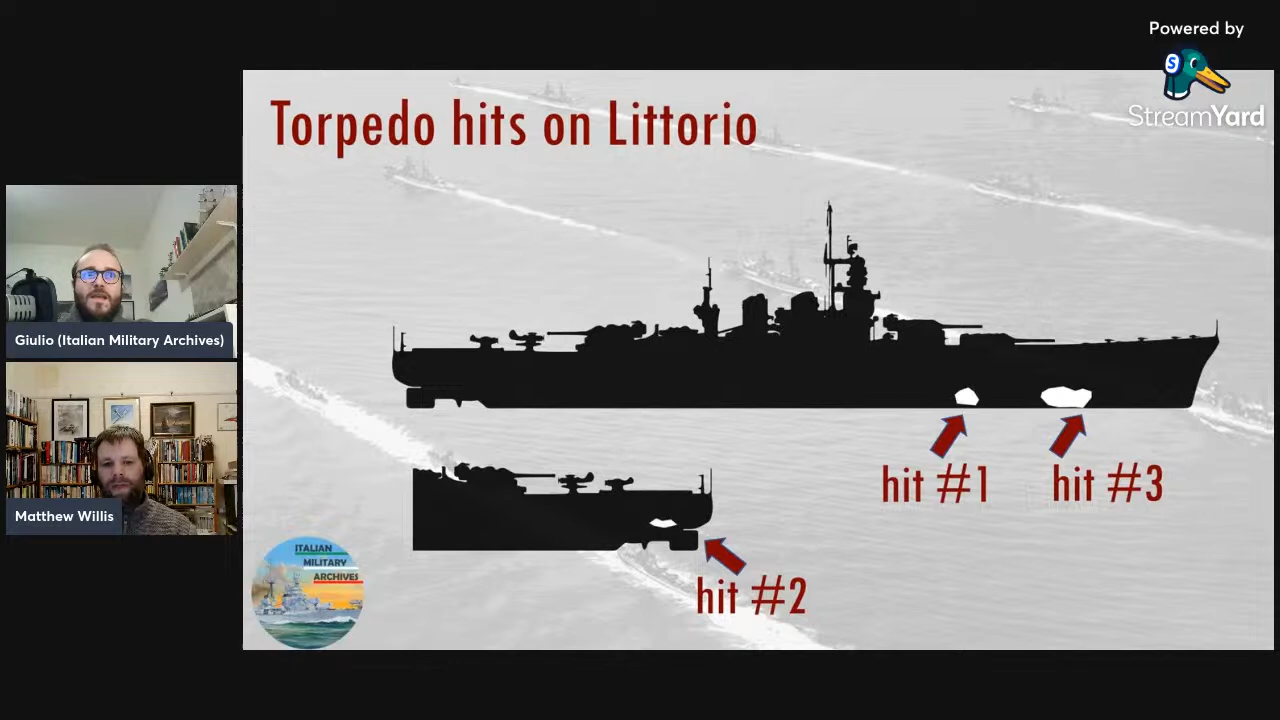 Powered by
S
StreamYard
Torpedo hits on Littorio
Giulio (Italian Military Archives)
Matthew Willis
hit #1
hit #3
hit #2
ITALIAN
MILITARY
ARCHIVES